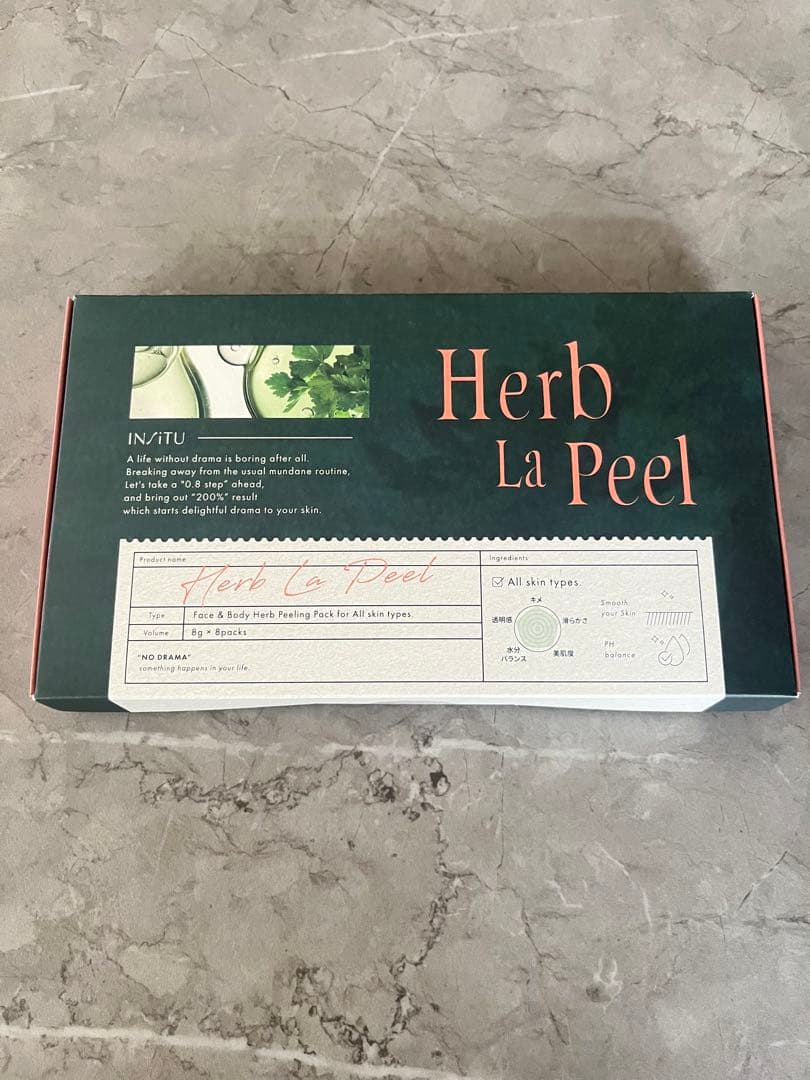 Herb
La Peel
INSiTU
A life without drama is boring after all.
Breaking away from the usual mundane routine,
Let's take a "0.8 step" ahead,
and bring out "200%" result
which starts delightful drama to your skin.
Product name
Herb La Peel
Type
Face & Body Herb Peeling Pack for All skin types.
Volume
8g × 8packs
"NO DRAMA"
something happens in your life.
Ingredients
All skin types.
キメ
透明感
滑らかさ
水分
バランス
美肌度
Smooth
your Skin
PH
balance